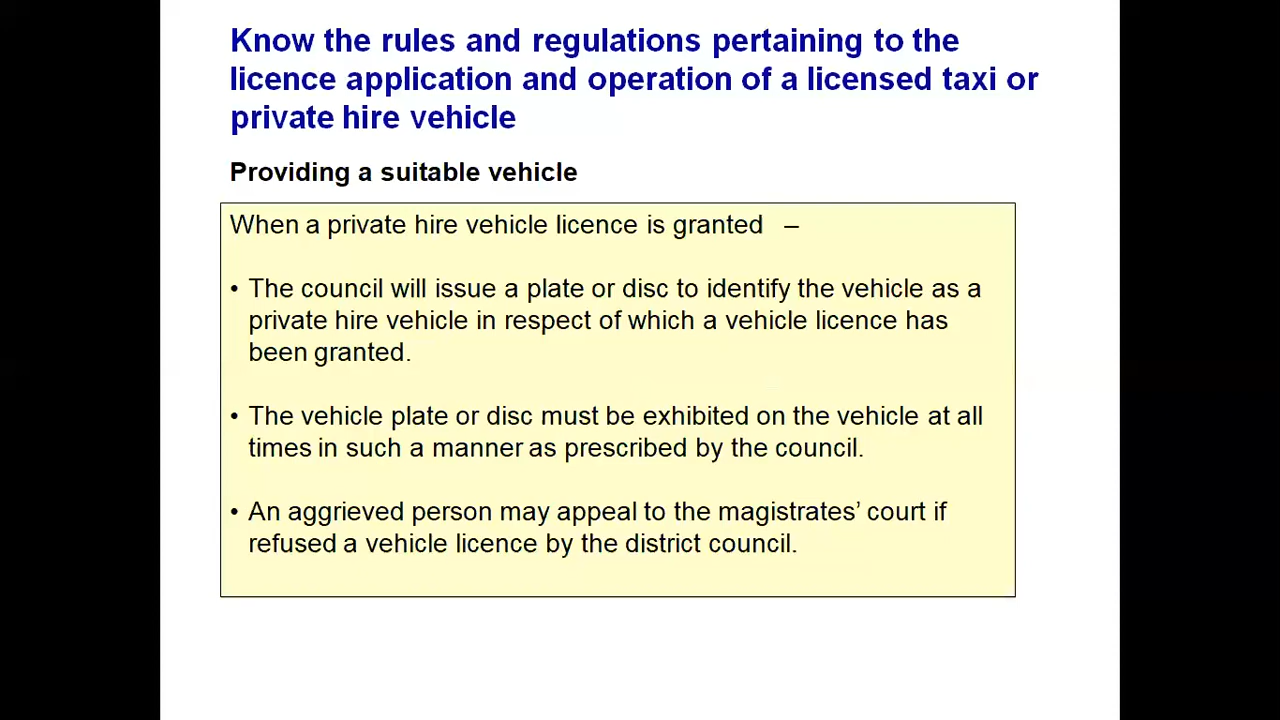 Know the rules and regulations pertaining to the
licence application and operation of a licensed taxi or
private hire vehicle
Providing a suitable vehicle
When a private hire vehicle licence is granted –
• The council will issue a plate or disc to identify the vehicle as a
private hire vehicle in respect of which a vehicle licence has
been granted.
• The vehicle plate or disc must be exhibited on the vehicle at all
times in such a manner as prescribed by the council.
• An aggrieved person may appeal to the magistrates’ court if
refused a vehicle licence by the district council.